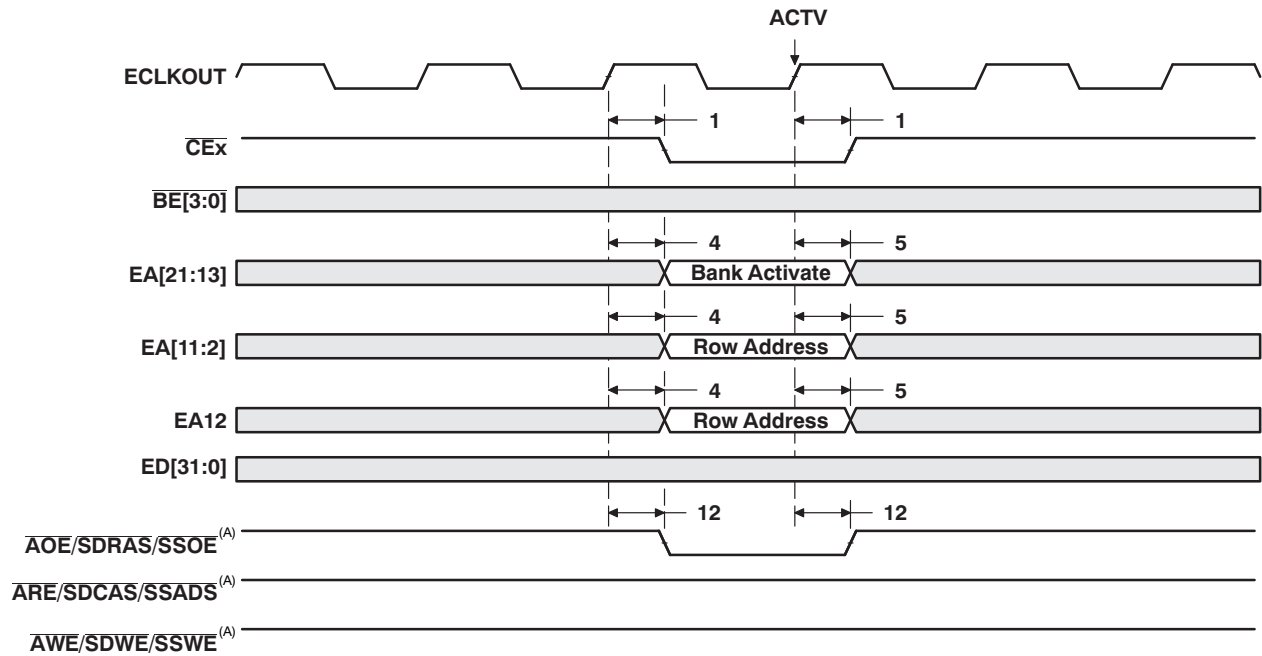 ACTV
ECLKOUT
1 1
CEx
BE[3:0]
4 5
EA[21:13] Bank Activate
4 5
EA[11:2] Row Address
4 5
EA12 Row Address
ED[31:0]
12 12
AOE/SDRAS/SSOE(A)
ARE/SDCAS/SSADS(A)
AWE/SDWE/SSWE(A)